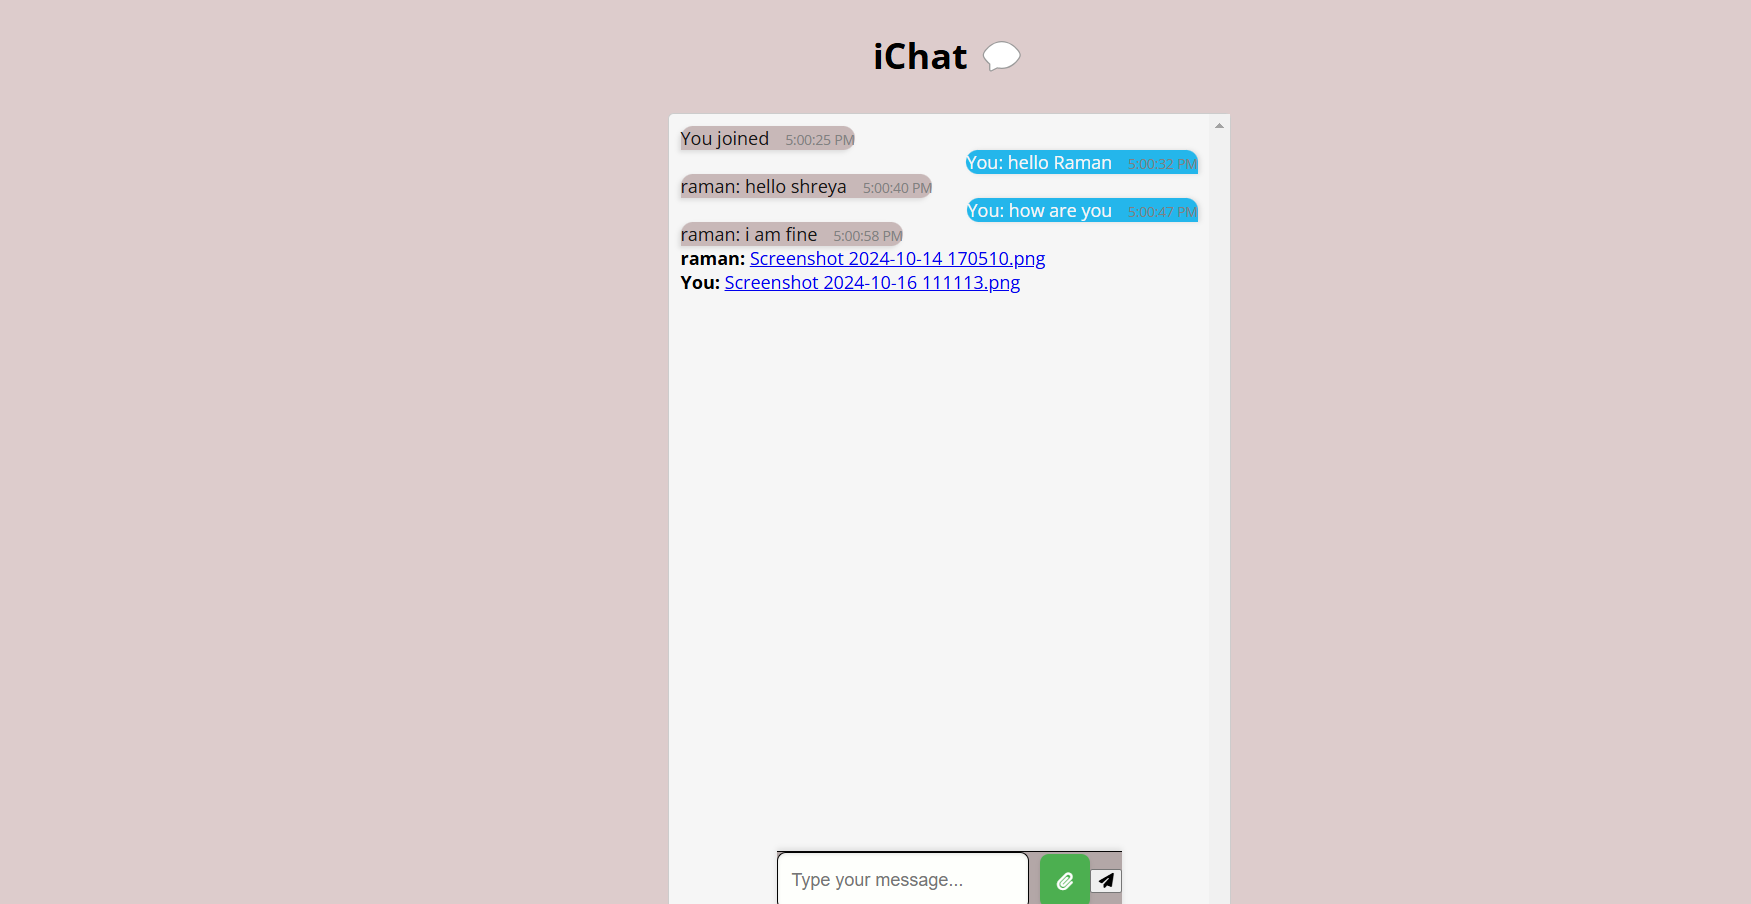 iChat
You joined 5:00:25 PM
You: hello Raman 5:00:32 PM
raman: hello shreya 5:00:40 PM
You: how are you 5:00:47 PM
raman: i am fine 5:00:58 PM
raman: Screenshot 2024-10-14 170510.png
You: Screenshot 2024-10-16 111113.png
Type your message...